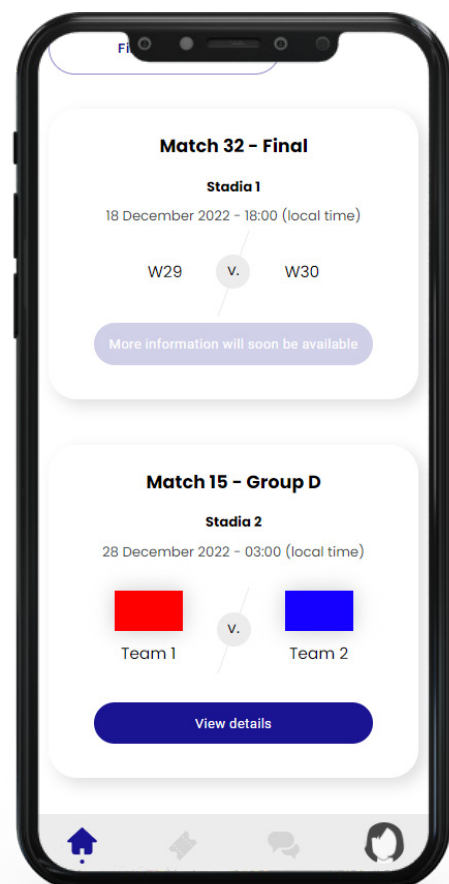 Match 32 - Final
Stadia 1
18 December 2022 - 18:00 (local time)
W29 v. W30
More information will soon be available
Match 15 - Group D
Stadia 2
28 December 2022 - 03:00 (local time)
v.
Team 1 Team 2
View details